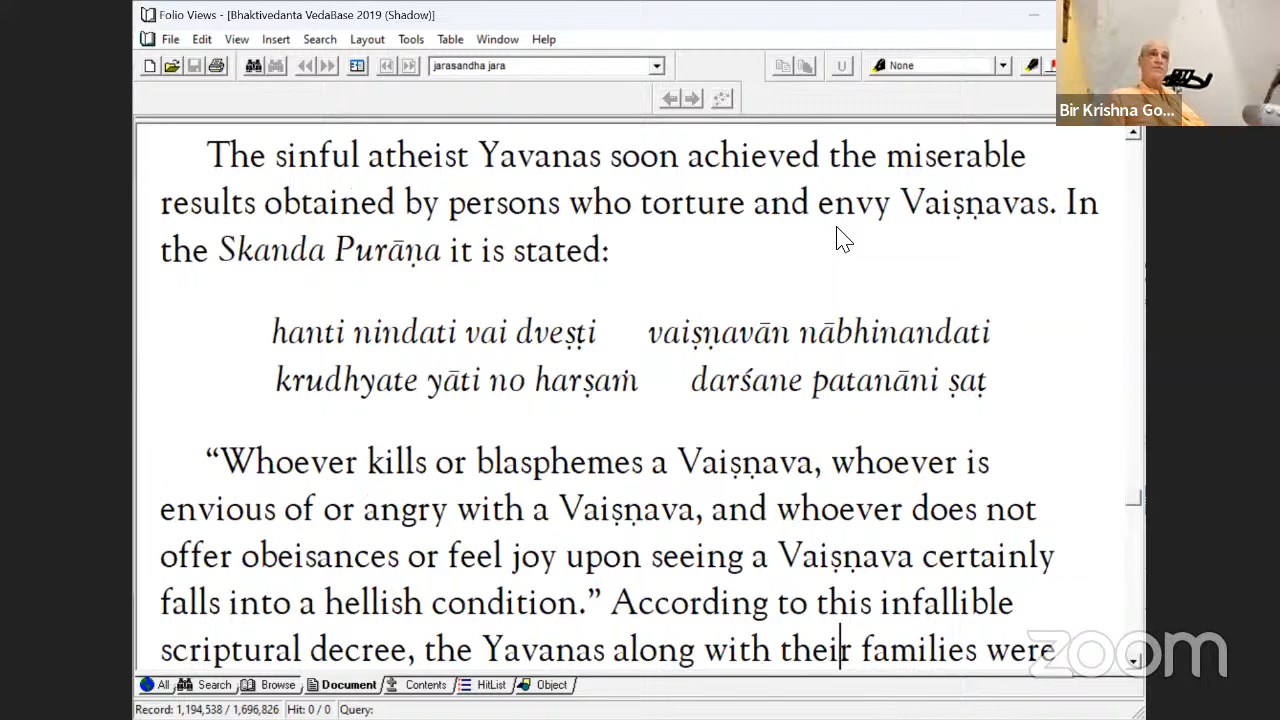 Folio Views - [Bhaktivedanta VedaBase 2019 (Shadow)]
File Edit View Insert Search Layout Tools Table Window Help
jarasandha jara
U
None
Bir Krishna Go...
The sinful atheist Yavanas soon achieved the miserable
results obtained by persons who torture and envy Vaiṣṇavas. In
the Skanda Purāṇa it is stated:
hanti nindati vai dveṣṭi vaiṣṇavān nābhinandati
krudhyate yāti no harṣaṁ darśane patanāni ṣaṭ
“Whoever kills or blasphemes a Vaiṣṇava, whoever is
envious of or angry with a Vaiṣṇava, and whoever does not
offer obeisances or feel joy upon seeing a Vaiṣṇava certainly
falls into a hellish condition.” According to this infallible
scriptural decree, the Yavanas along with their families were
zoom
All Search Browse Document Contents HitList Object
Record: 1,194,538 / 1,696,826 Hit: 0 / 0 Query: